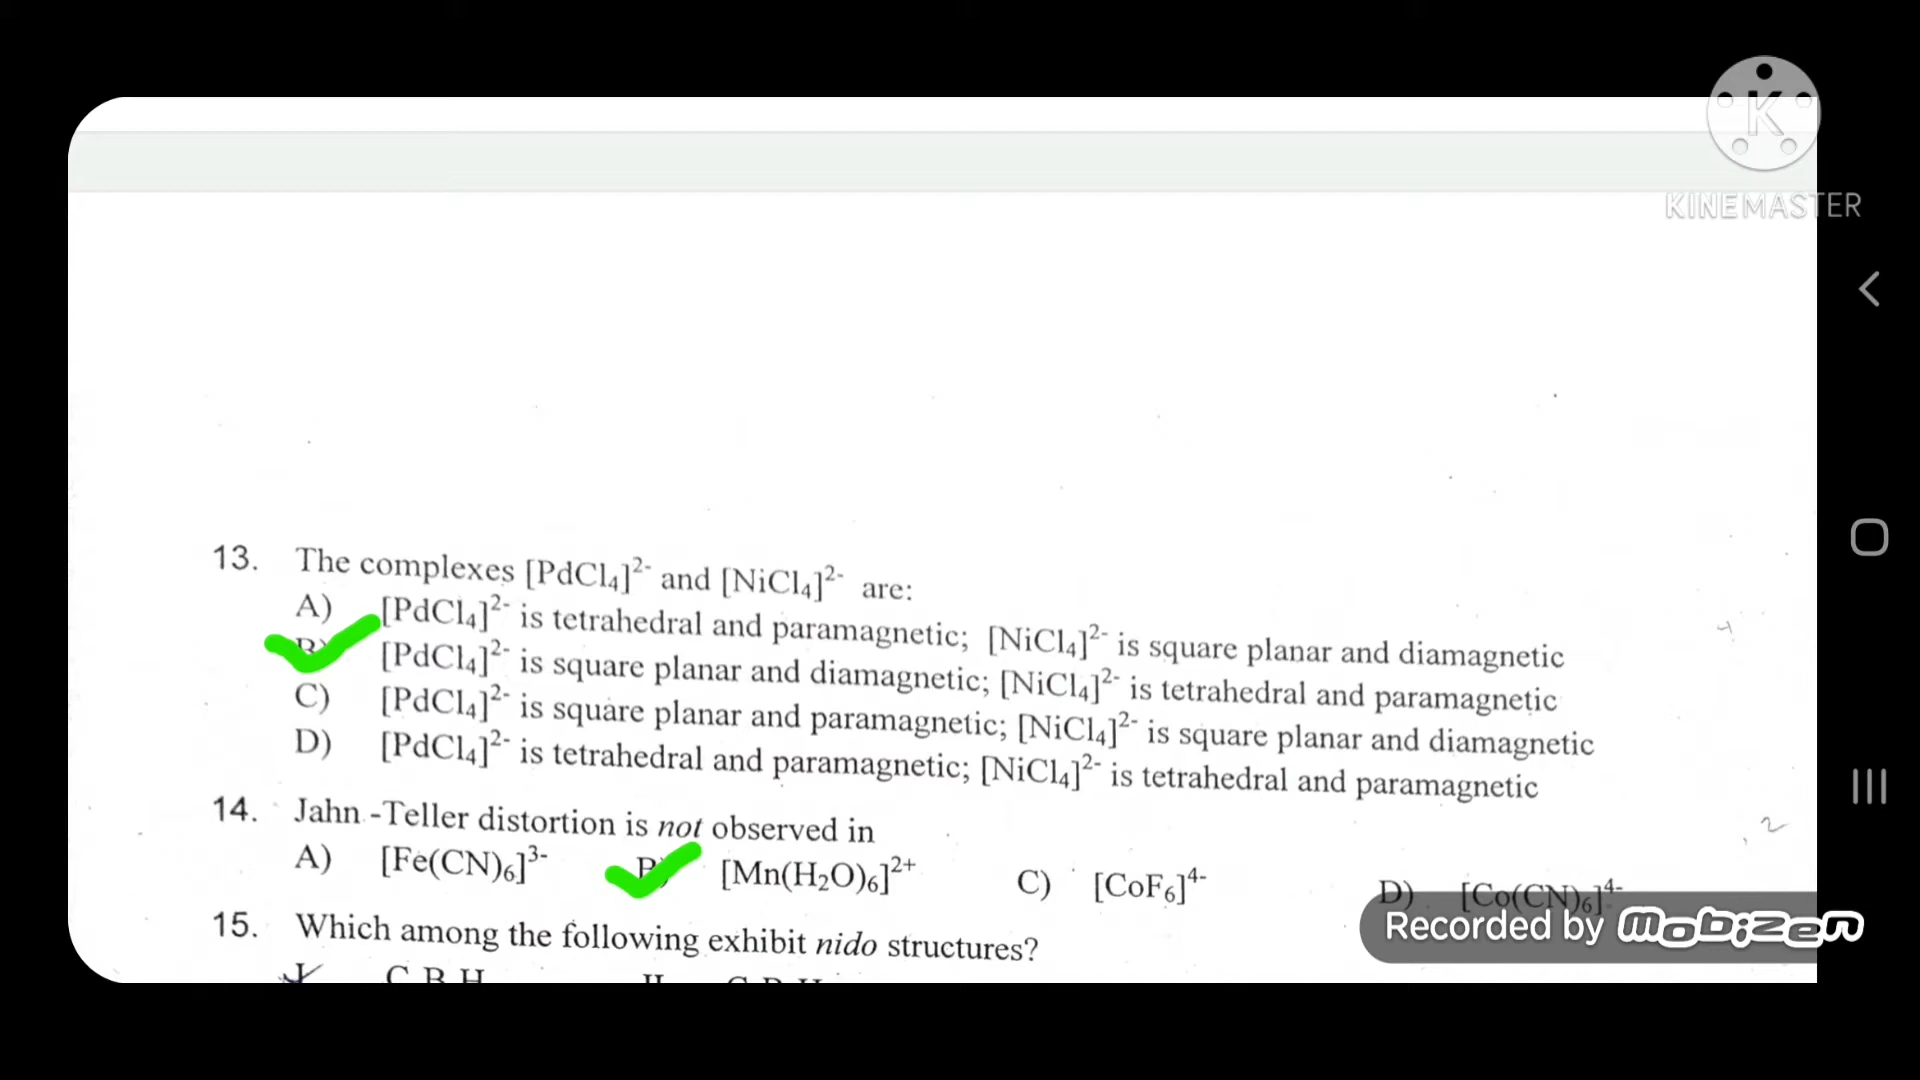 K
KINEMASTER
13. The complexes [PdCl₄]²⁻ and [NiCl₄]²⁻ are:
A) [PdCl₄]²⁻ is tetrahedral and paramagnetic; [NiCl₄]²⁻ is square planar and diamagnetic
B) [PdCl₄]²⁻ is square planar and diamagnetic; [NiCl₄]²⁻ is tetrahedral and paramagnetic
C) [PdCl₄]²⁻ is square planar and paramagnetic; [NiCl₄]²⁻ is square planar and diamagnetic
D) [PdCl₄]²⁻ is tetrahedral and paramagnetic; [NiCl₄]²⁻ is tetrahedral and paramagnetic
14. Jahn -Teller distortion is not observed in
A) [Fe(CN)₆]³⁻ B) [Mn(H₂O)₆]²⁺ C) [CoF₆]⁴⁻ D) [Co(CN)₆]⁴⁻
15. Which among the following exhibit nido structures?
Recorded by mobizen